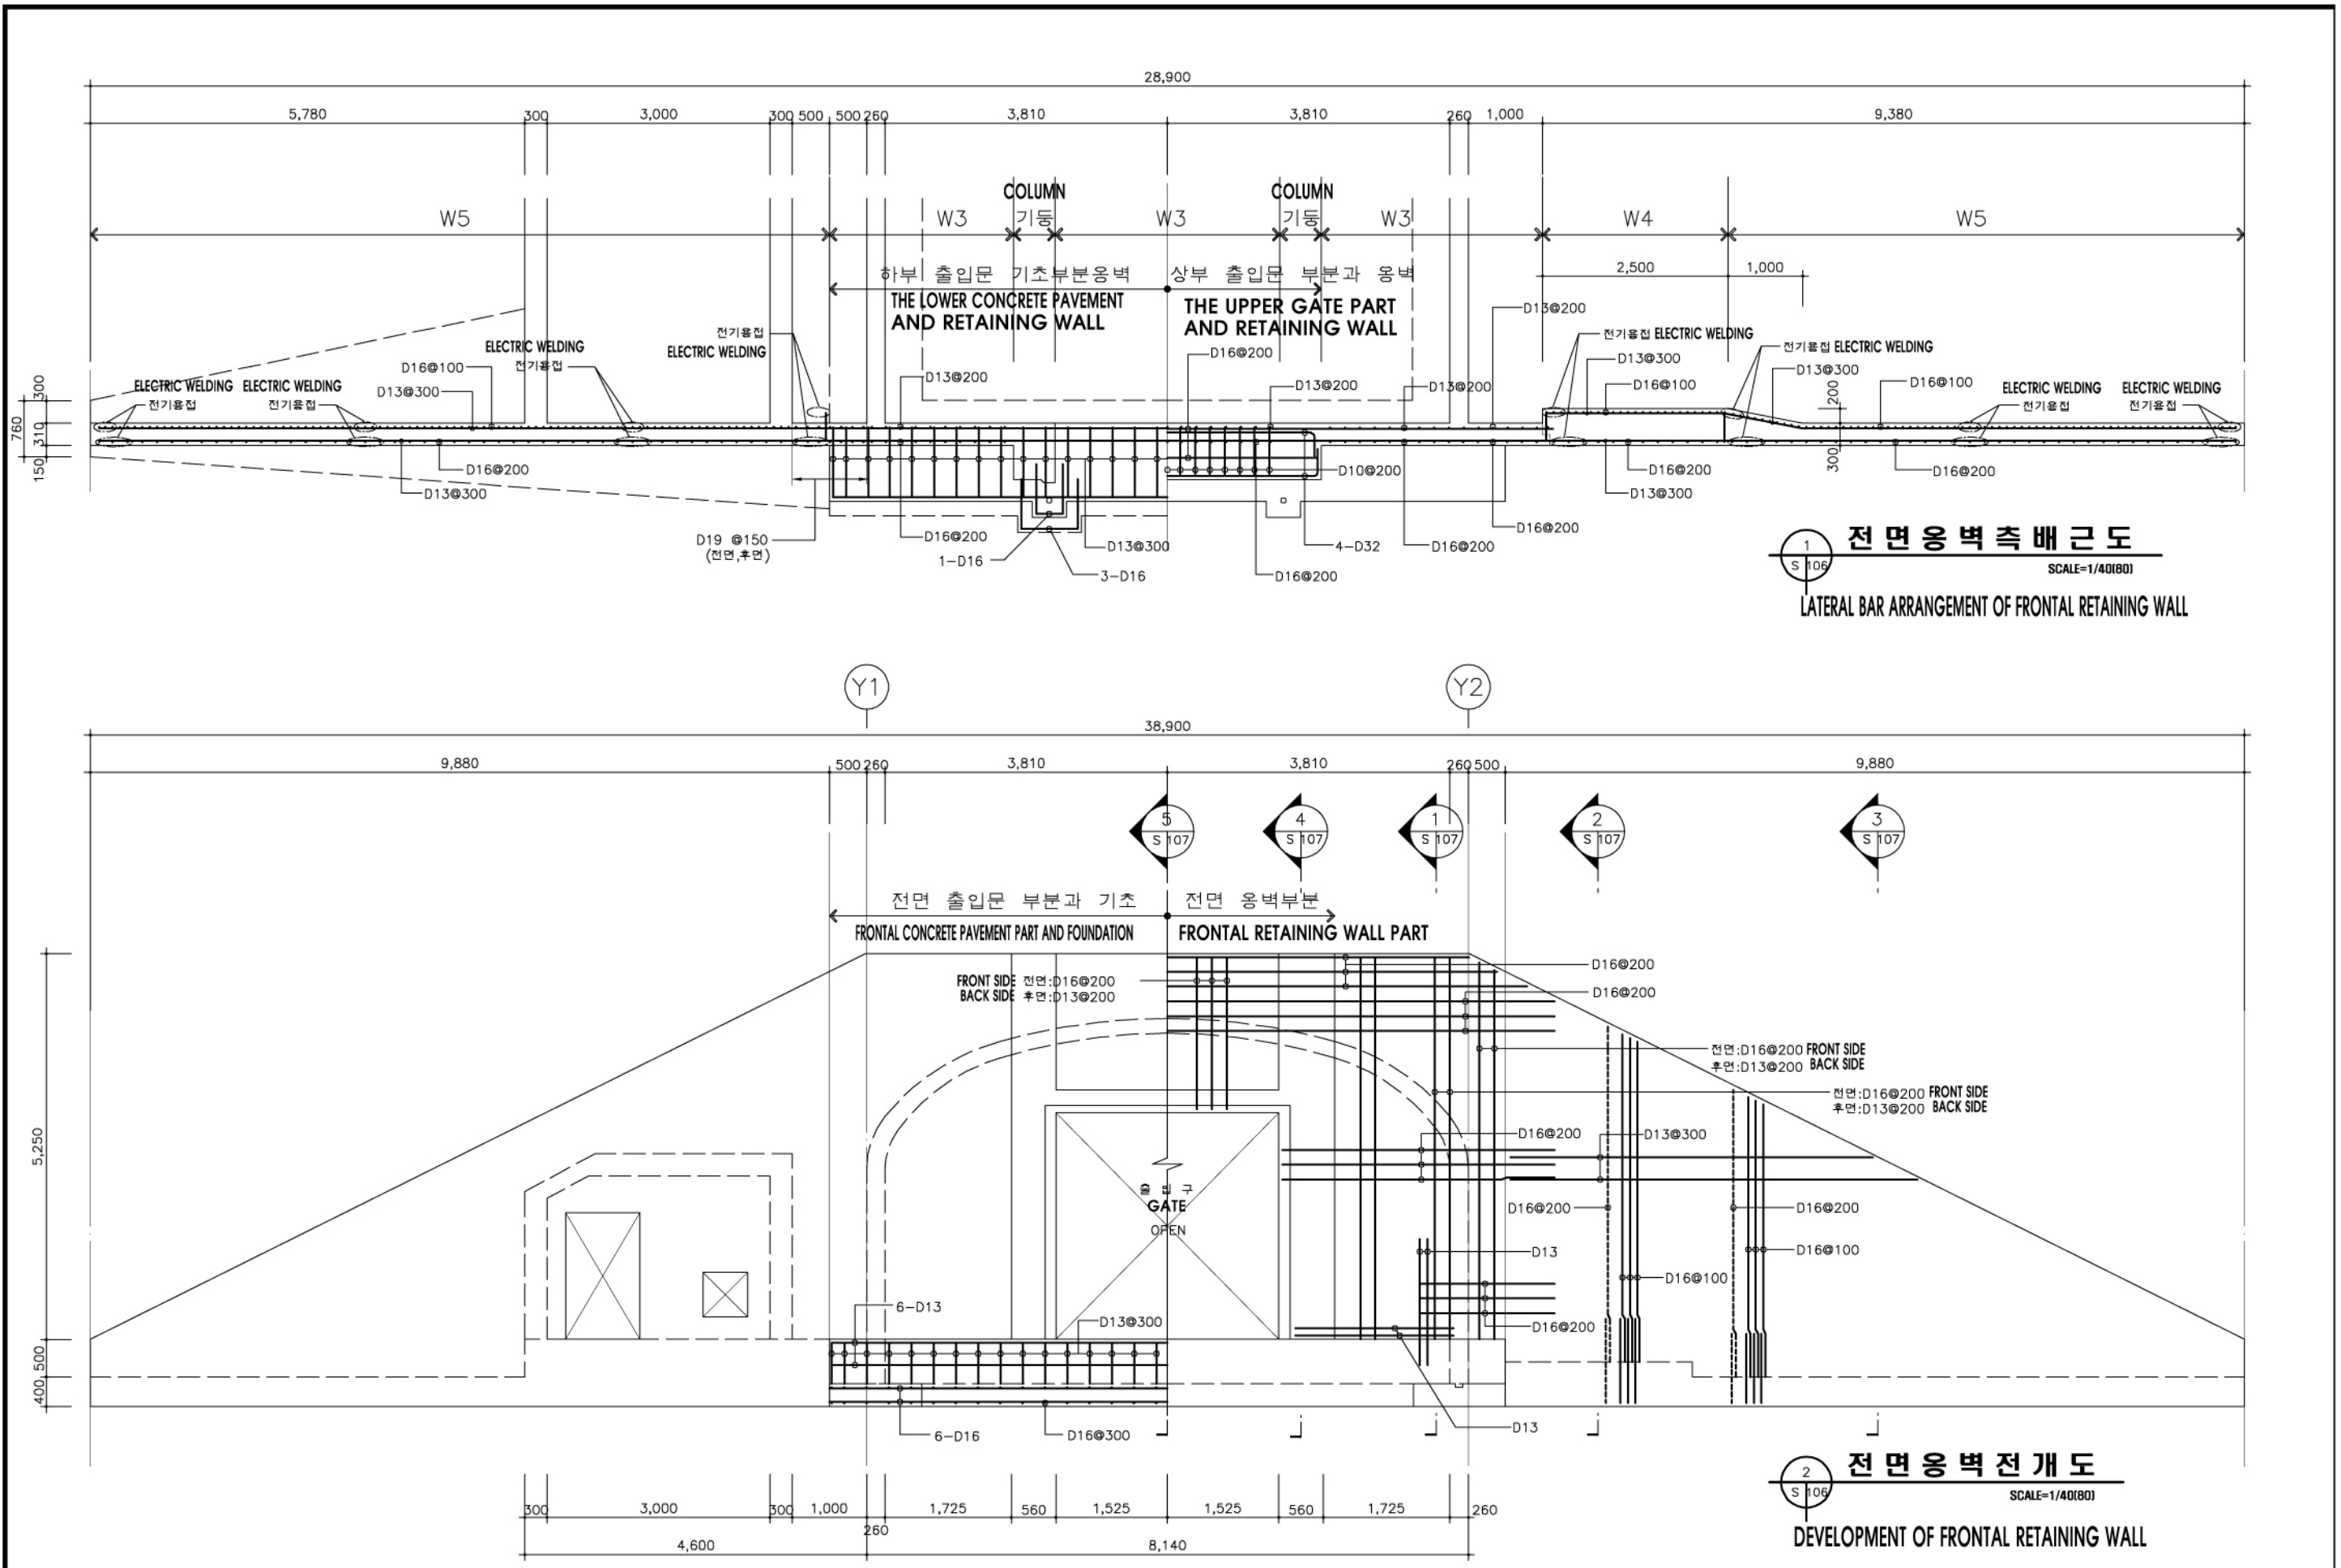 28,900
5,780 300 3,000 300 500 500 260 3,810 3,810 260 1,000 9,380
COLUMN COLUMN
W5 W3 기둥 W3 기둥 W3 W4 W5
2,500 1,000
하부 출입문 기초부분옹벽 상부 출입문 부분과 옹벽
THE LOWER CONCRETE PAVEMENT
AND RETAINING WALL
THE UPPER GATE PART
AND RETAINING WALL
D13@200
전기용접
ELECTRIC WELDING
전기용접 ELECTRIC WELDING
전기용접 ELECTRIC WELDING
ELECTRIC WELDING
전기용접
D16@200
D13@300
D16@100
D13@300
D16@100
D13@300
D16@100
D13@200
D13@200
D13@200
ELECTRIC WELDING ELECTRIC WELDING
전기용접 전기용접
ELECTRIC WELDING ELECTRIC WELDING
전기용접 전기용접
300
760
310
150
200
300
D16@200
D13@300
D10@200
D16@200
D13@300
D16@200
D19 @150
(전면,후면)
D16@200
1-D16
D13@300
3-D16
4-D32
D16@200
D16@200
D16@200
1
S 106
전면옹벽측배근도
SCALE=1/40(80)
LATERAL BAR ARRANGEMENT OF FRONTAL RETAINING WALL
Y1 Y2
38,900
9,880 500 260 3,810 3,810 260 500 9,880
5 4 1 2 3
S 107 S 107 S 107 S 107 S 107
전면 출입문 부분과 기초 전면 옹벽부분
FRONTAL CONCRETE PAVEMENT PART AND FOUNDATION FRONTAL RETAINING WALL PART
FRONT SIDE 전면:D16@200
BACK SIDE 후면:D13@200
D16@200
D16@200
전면:D16@200 FRONT SIDE
후면:D13@200 BACK SIDE
전면:D16@200 FRONT SIDE
후면:D13@200 BACK SIDE
D16@200 D13@300
5,250
출입구
GATE
OPEN
D16@200 D16@200
D13 D16@100
D16@100
6-D13
D13@300
D16@200
500
400
6-D16 D16@300 D13
2
S 106
전면옹벽전개도
SCALE=1/40(80)
DEVELOPMENT OF FRONTAL RETAINING WALL
300 3,000 300 1,000 1,725 560 1,525 1,525 560 1,725 260
260
4,600 8,140